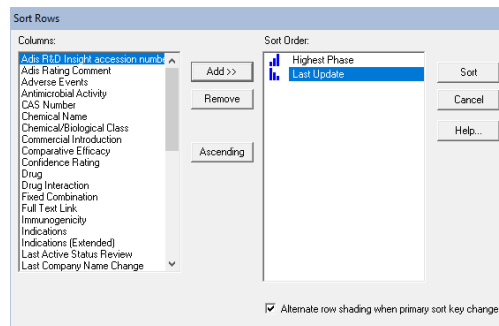 Sort Rows
Columns:
Adis R&D Insight accession numbe
Adis Rating Comment
Adverse Events
Antimicrobial Activity
CAS Number
Chemical Name
Chemical/Biological Class
Commercial Introduction
Comparative Efficacy
Confidence Rating
Drug
Drug Interaction
Fixed Combination
Full Text Link
Immunogenicity
Indications
Indications (Extended)
Last Active Status Review
Last Company Name Change
Add >>
Remove
Ascending
Sort Order:
Highest Phase
Last Update
Sort
Cancel
Help...
Alternate row shading when primary sort key change